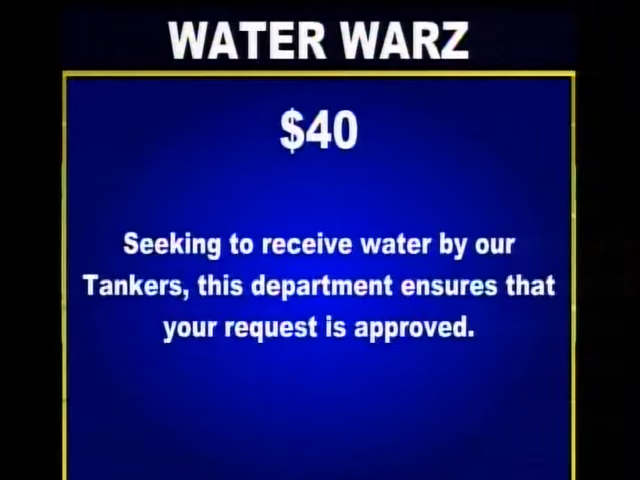 WATER WARZ
$40
Seeking to receive water by our
Tankers, this department ensures that
your request is approved.